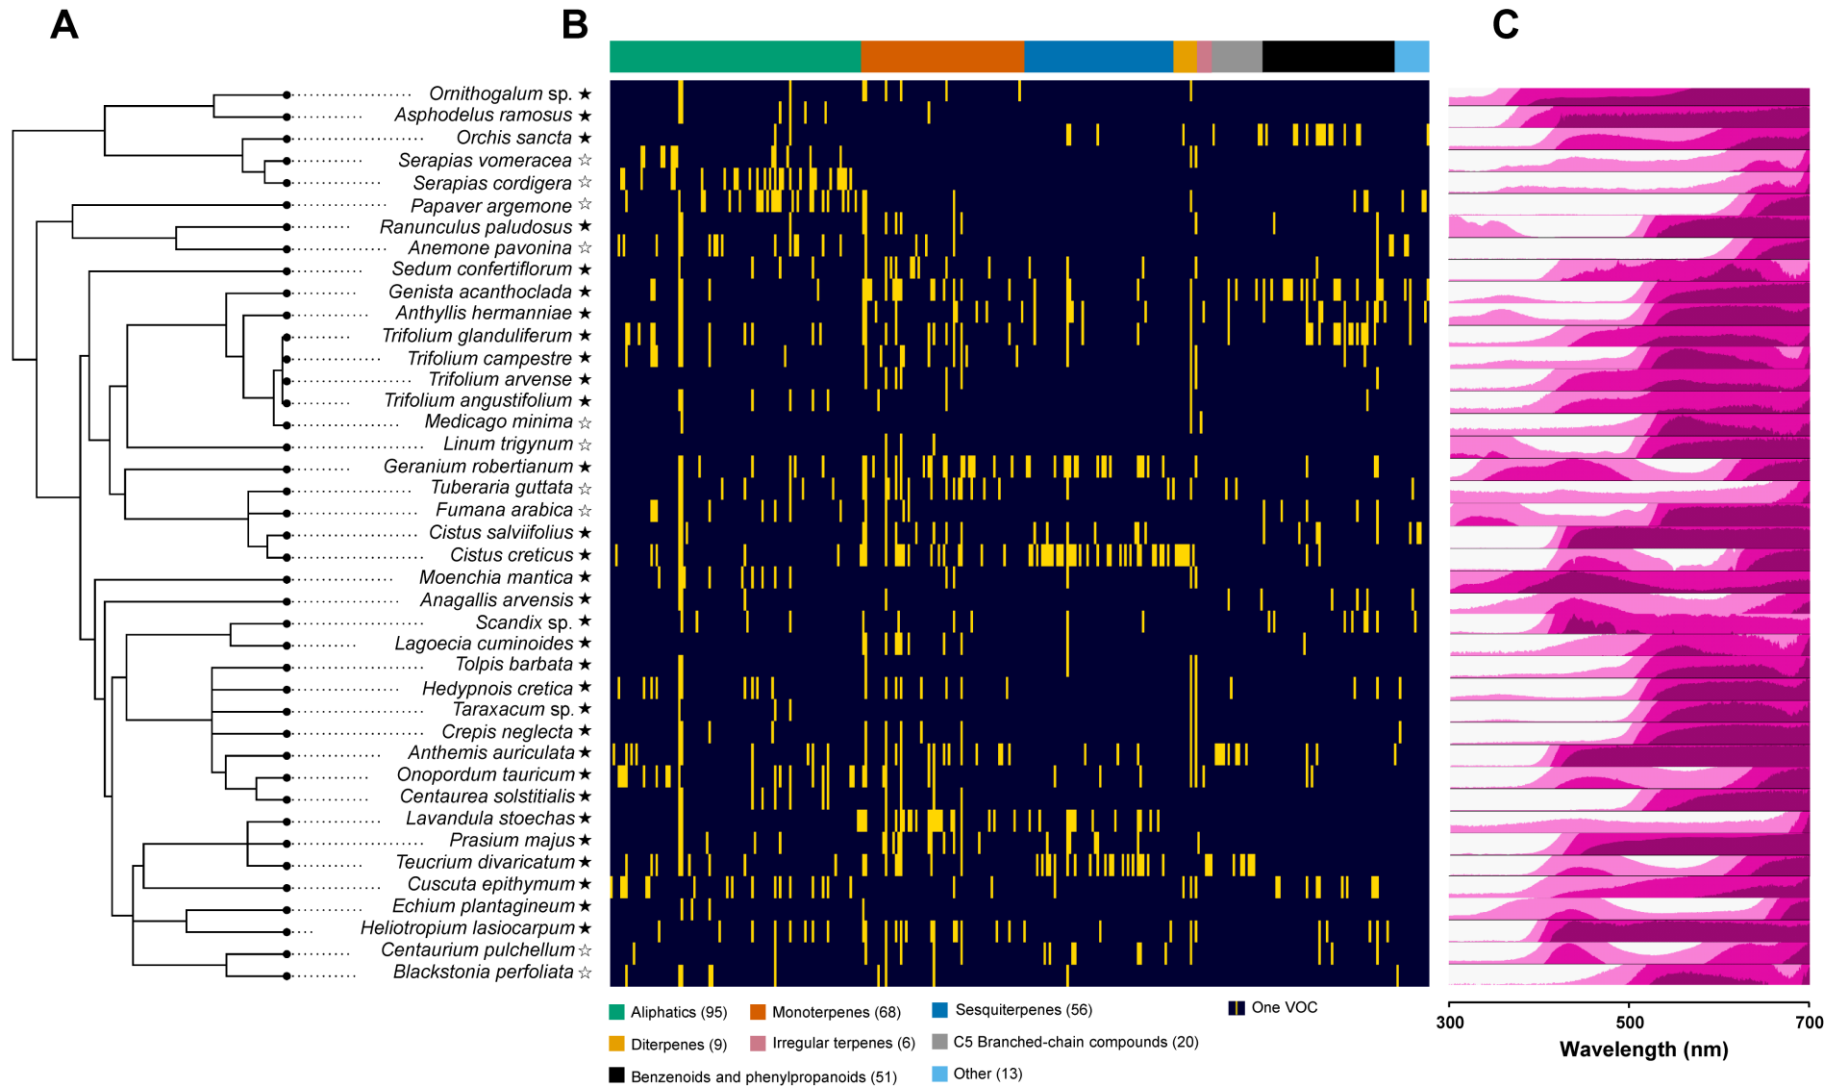 A
B
C
Ornithogalum sp. ★
Asphodelus ramosus ★
Orchis sancta ★
Serapias vomeracea ☆
Serapias cordigera ☆
Papaver argemone ☆
Ranunculus paludosus ★
Anemone pavonina ☆
Sedum confertiflorum ★
Genista acanthoclada ★
Anthyllis hermanniae ★
Trifolium glanduliferum ★
Trifolium campestre ★
Trifolium arvense ★
Trifolium angustifolium ★
Medicago minima ☆
Linum trigynum ☆
Geranium robertianum ★
Tuberaria guttata ☆
Fumana arabica ☆
Cistus salviifolius ★
Cistus creticus ★
Moenchia mantica ★
Anagallis arvensis ★
Scandix sp. ★
Lagoecia cuminoides ★
Tolpis barbata ★
Hedypnois cretica ★
Taraxacum sp. ★
Crepis neglecta ★
Anthemis auriculata ★
Onopordum tauricum ★
Centaurea solstitialis ★
Lavandula stoechas ★
Prasium majus ★
Teucrium divaricatum ★
Cuscuta epithymum ★
Echium plantagineum ★
Heliotropium lasiocarpum ★
Centaurium pulchellum ☆
Blackstonia perfoliata ☆
Aliphatics (95) Monoterpenes (68) Sesquiterpenes (56) One VOC
Diterpenes (9) Irregular terpenes (6) C5 Branched-chain compounds (20)
Benzenoids and phenylpropanoids (51) Other (13)
300 500 700
Wavelength (nm)